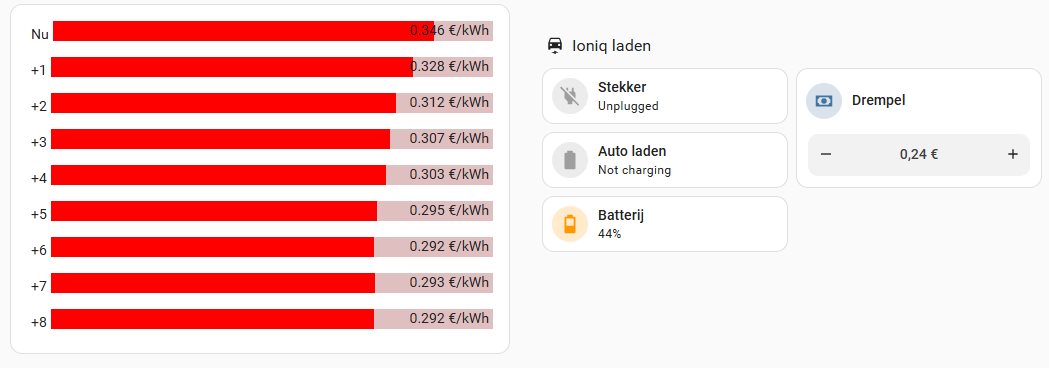 Nu 0.346 €/kWh
+1 0.328 €/kWh
+2 0.312 €/kWh
+3 0.307 €/kWh
+4 0.303 €/kWh
+5 0.295 €/kWh
+6 0.292 €/kWh
+7 0.293 €/kWh
+8 0.292 €/kWh
Ioniq laden
Stekker
Unplugged
Auto laden
Not charging
Batterij
44%
Drempel
− 0,24 € +